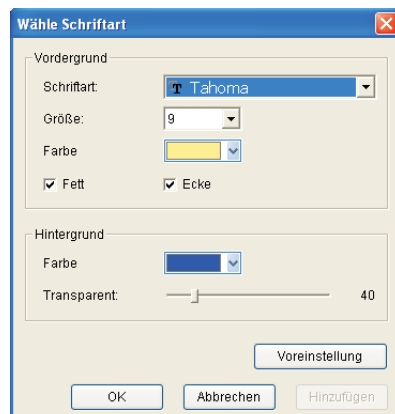 Wähle Schriftart
Vordergrund
Schriftart: Tahoma
Größe: 9
Farbe
Fett Ecke
Hintergrund
Farbe
Transparent: 40
Voreinstellung
OK Abbrechen Hinzufügen